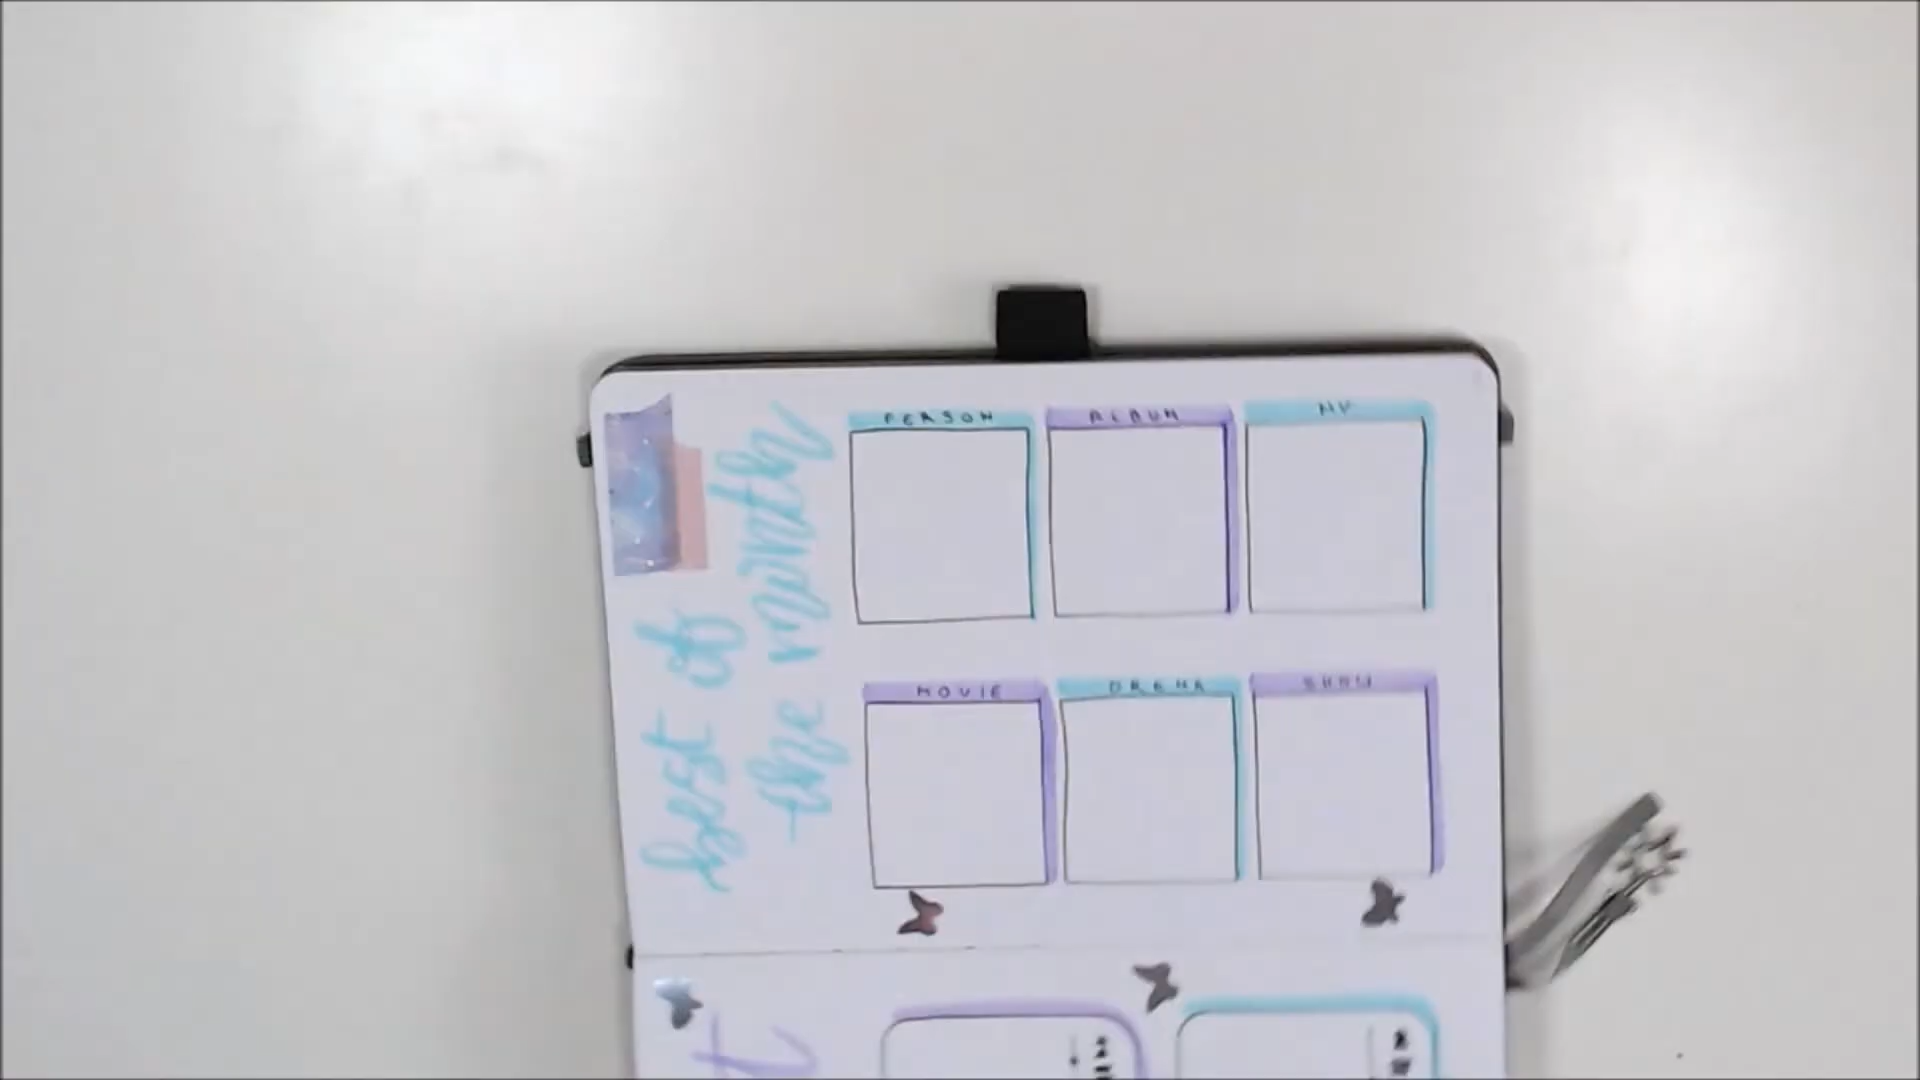 best of
the month
PERSON
ALBUM
MV
MOVIE
DRAMA
SHOW